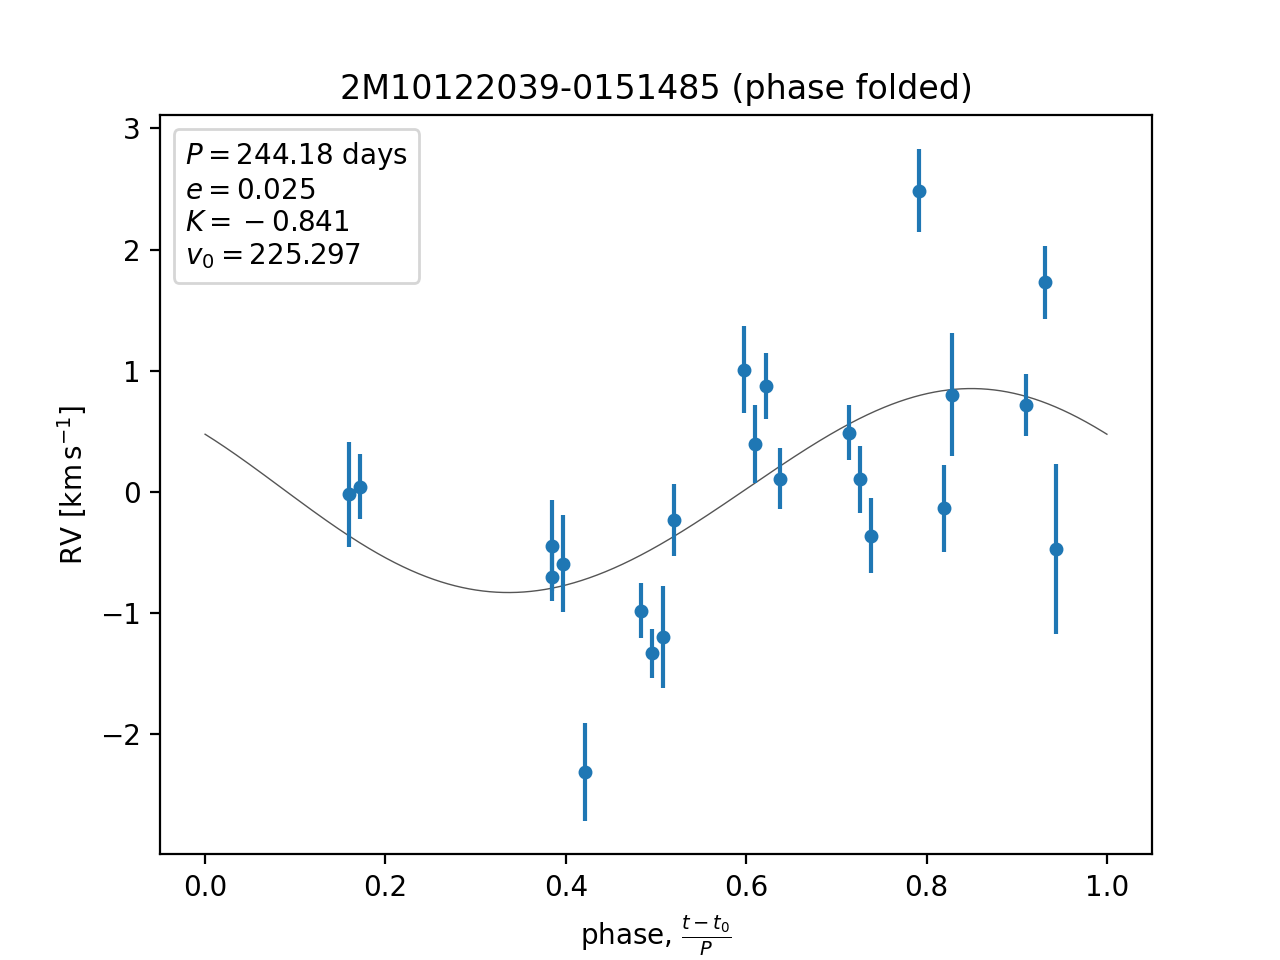 2M10122039-0151485 (phase folded)
P = 244.18 days
e = 0.025
K = −0.841
v₀ = 225.297
3
2
1
0
−1
−2
RV [km s⁻¹]
0.0 0.2 0.4 0.6 0.8 1.0
phase, (t − t₀)/P